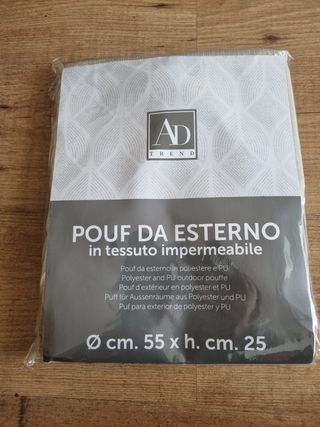 AD
TREND
POUF DA ESTERNO
in tessuto impermeabile
Pouf da esterno in poliestere e PU
Polyester and PU outdoor pouffe
Pouf d'extérieur en polyester et PU
Puff für Aussenräume aus Polyester und PU
Puf para exterior de polyester y PU
Ø cm. 55 x h. cm. 25